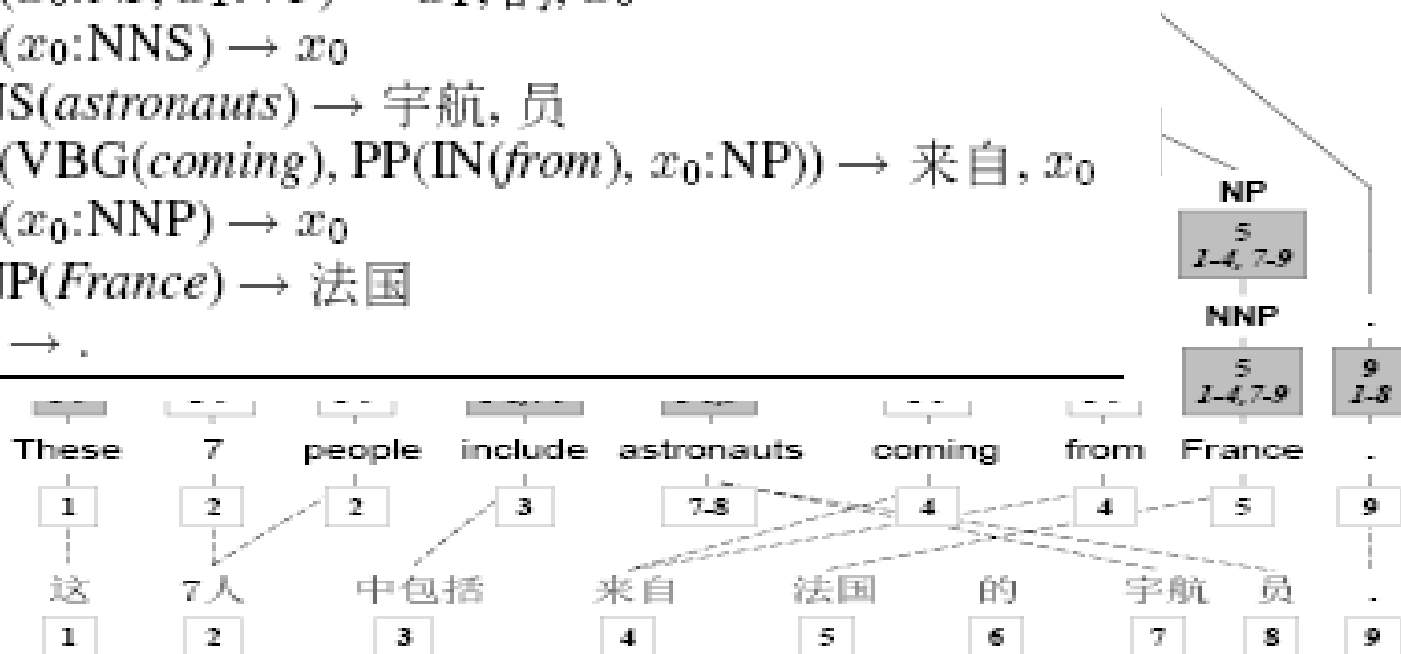 (x₀:NNS) → x₀
S(astronauts) → 宇航, 员
(VBG(coming), PP(IN(from), x₀:NP)) → 来自, x₀
(x₀:NNP) → x₀
P(France) → 法国
→ .
NP
5
1-4, 7-9
NNP .
5 9
1-4,7-9 1-8
These 7 people include astronauts coming from France .
1 2 2 3 7-8 4 4 5 9
这 7人 中包括 来自 法国 的 宇航 员 .
1 2 3 4 5 6 7 8 9